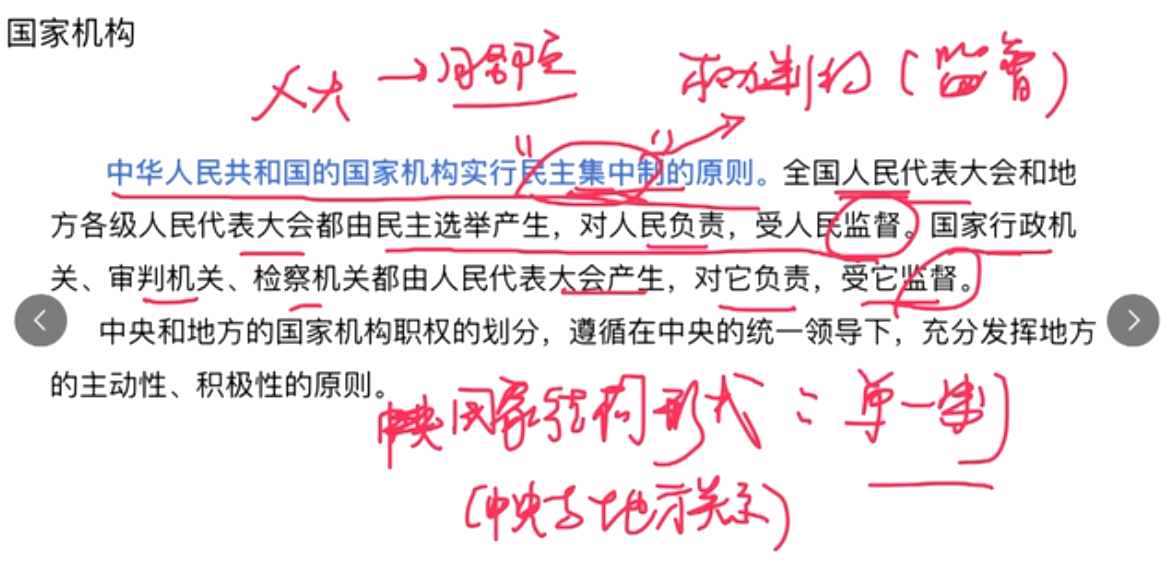 国家机构
人大 → 国务院
权力制约（监督）
中华人民共和国的国家机构实行民主集中制的原则。全国人民代表大会和地
方各级人民代表大会都由民主选举产生，对人民负责，受人民监督。国家行政机
关、审判机关、检察机关都由人民代表大会产生，对它负责，受它监督。
中央和地方的国家机构职权的划分，遵循在中央的统一领导下，充分发挥地方
的主动性、积极性的原则。
国家结构形式：单一制
（中央与地方关系）